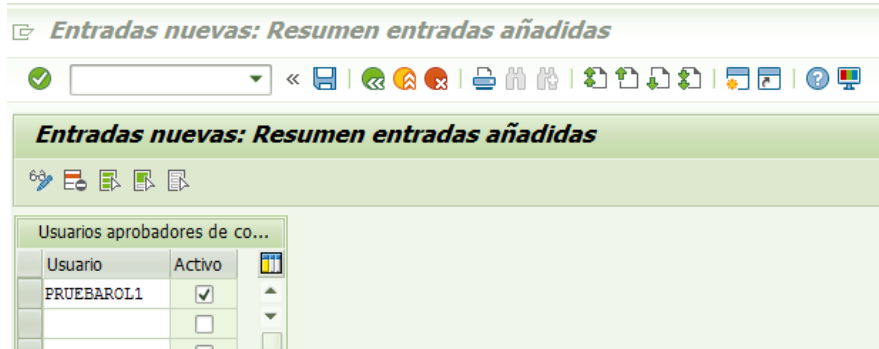 Entradas nuevas: Resumen entradas añadidas
Entradas nuevas: Resumen entradas añadidas
Usuarios aprobadores de co...
Usuario Activo
PRUEBAROL1